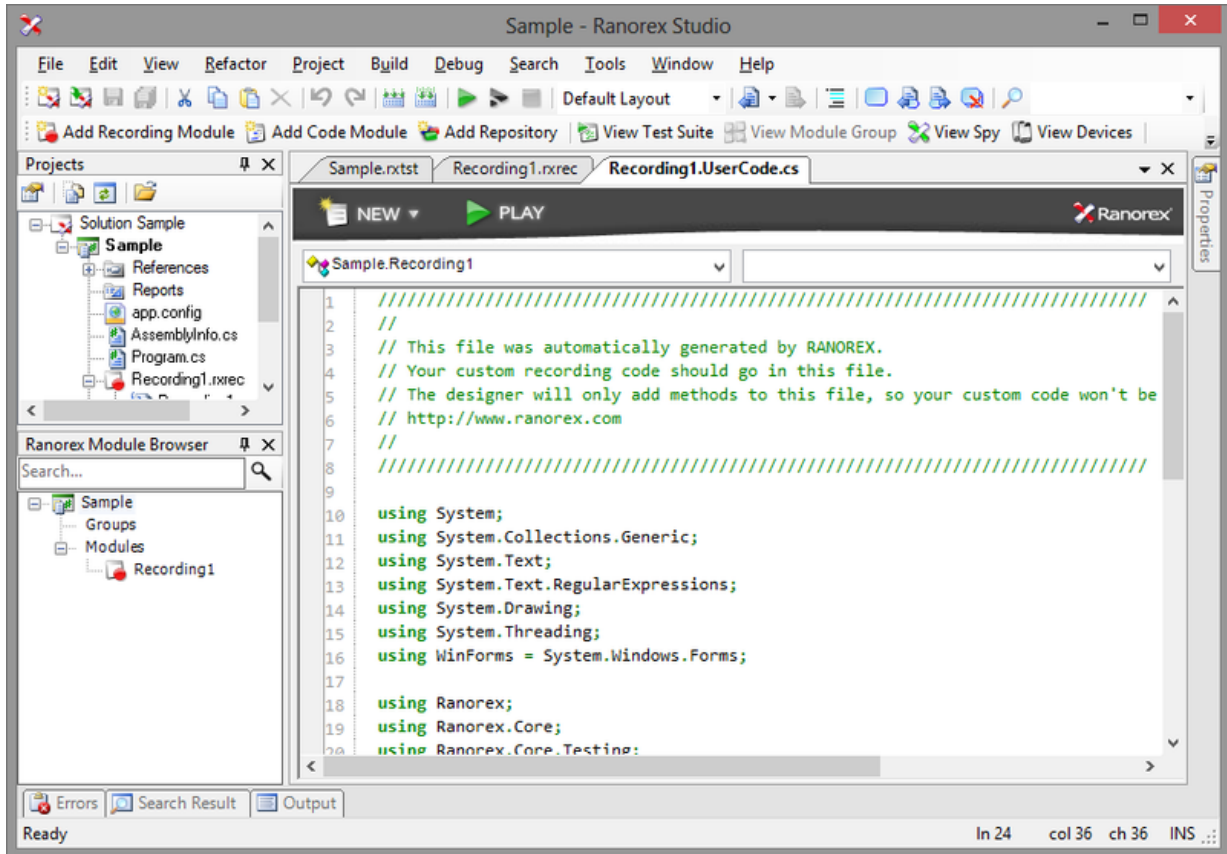 Sample - Ranorex Studio
File Edit View Refactor Project Build Debug Search Tools Window Help
Default Layout
Add Recording Module Add Code Module Add Repository View Test Suite View Module Group View Spy View Devices
Projects
Solution Sample
Sample
References
Reports
app.config
AssemblyInfo.cs
Program.cs
Recording1.rxrec
Ranorex Module Browser
Search...
Sample
Groups
Modules
Recording1
Sample.rxtst Recording1.rxrec Recording1.UserCode.cs
NEW PLAY Ranorex
Sample.Recording1
1 ///////////////////////////////////////////////////////////////////////////////
2 //
3 // This file was automatically generated by RANOREX.
4 // Your custom recording code should go in this file.
5 // The designer will only add methods to this file, so your custom code won't be
6 // http://www.ranorex.com
7 //
8 ///////////////////////////////////////////////////////////////////////////////
9
10 using System;
11 using System.Collections.Generic;
12 using System.Text;
13 using System.Text.RegularExpressions;
14 using System.Drawing;
15 using System.Threading;
16 using WinForms = System.Windows.Forms;
17
18 using Ranorex;
19 using Ranorex.Core;
20 using Ranorex.Core.Testing;
Properties
Errors Search Result Output
Ready ln 24 col 36 ch 36 INS